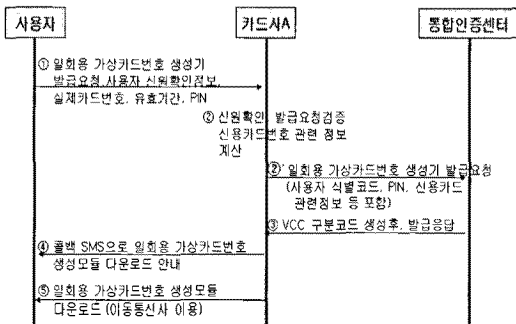 사용자
카드사A
통합인증센터
① 일회용 가상카드번호 생성기
발급요청, 사용자 신원확인정보,
실제카드번호, 유효기간, PIN
② 신원확인, 발급요청검증
신용카드번호 관련 정보
계산
②' 일회용 가상카드번호 생성기 발급요청
(사용자 식별코드, PIN, 신용카드
관련정보 등 포함)
③ VCC 구분코드 생성후, 발급응답
④ 콜백 SMS으로 일회용 가상카드번호
생성모듈 다운로드 안내
⑤ 일회용 가상카드번호 생성모듈
다운로드 (이동통신사 이용)